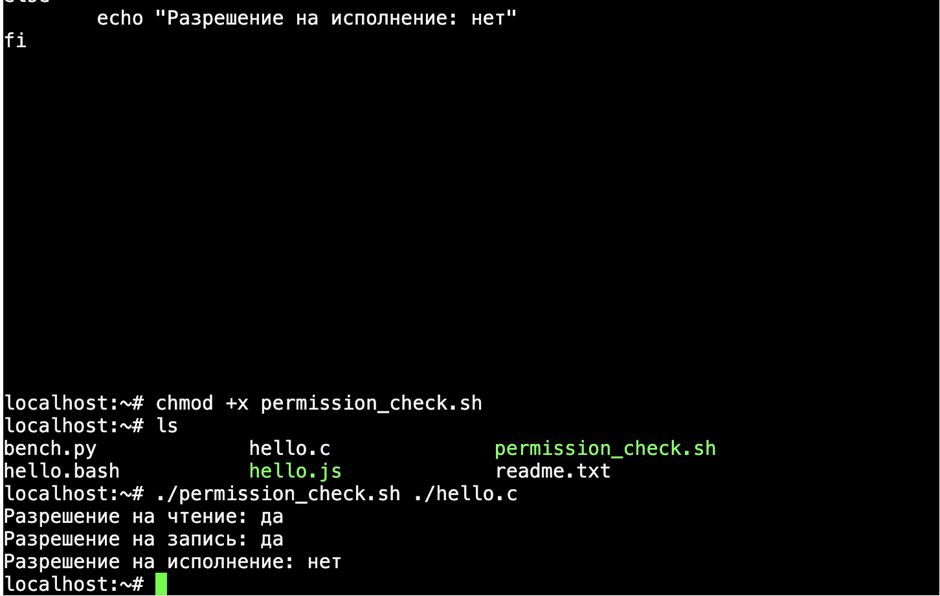 echo "Разрешение на исполнение: нет"
fi
localhost:~# chmod +x permission_check.sh
localhost:~# ls
bench.py hello.c permission_check.sh
hello.bash hello.js readme.txt
localhost:~# ./permission_check.sh ./hello.c
Разрешение на чтение: да
Разрешение на запись: да
Разрешение на исполнение: нет
localhost:~#